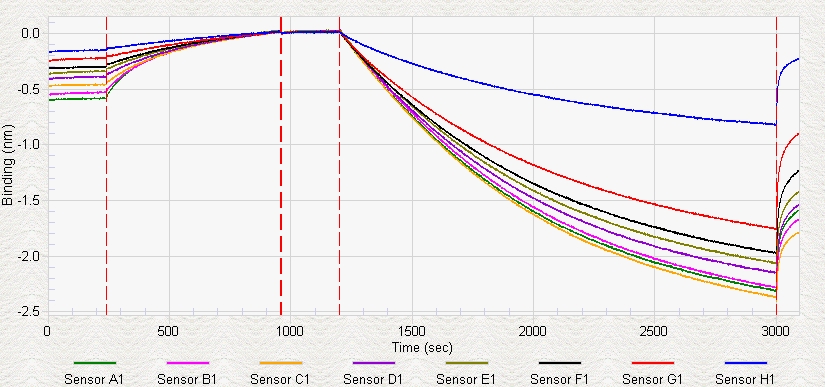 0.0
-0.5
-1.0
-1.5
-2.0
-2.5
Binding (nm)
0 500 1000 1500 2000 2500 3000
Time (sec)
Sensor A1 Sensor B1 Sensor C1 Sensor D1 Sensor E1 Sensor F1 Sensor G1 Sensor H1